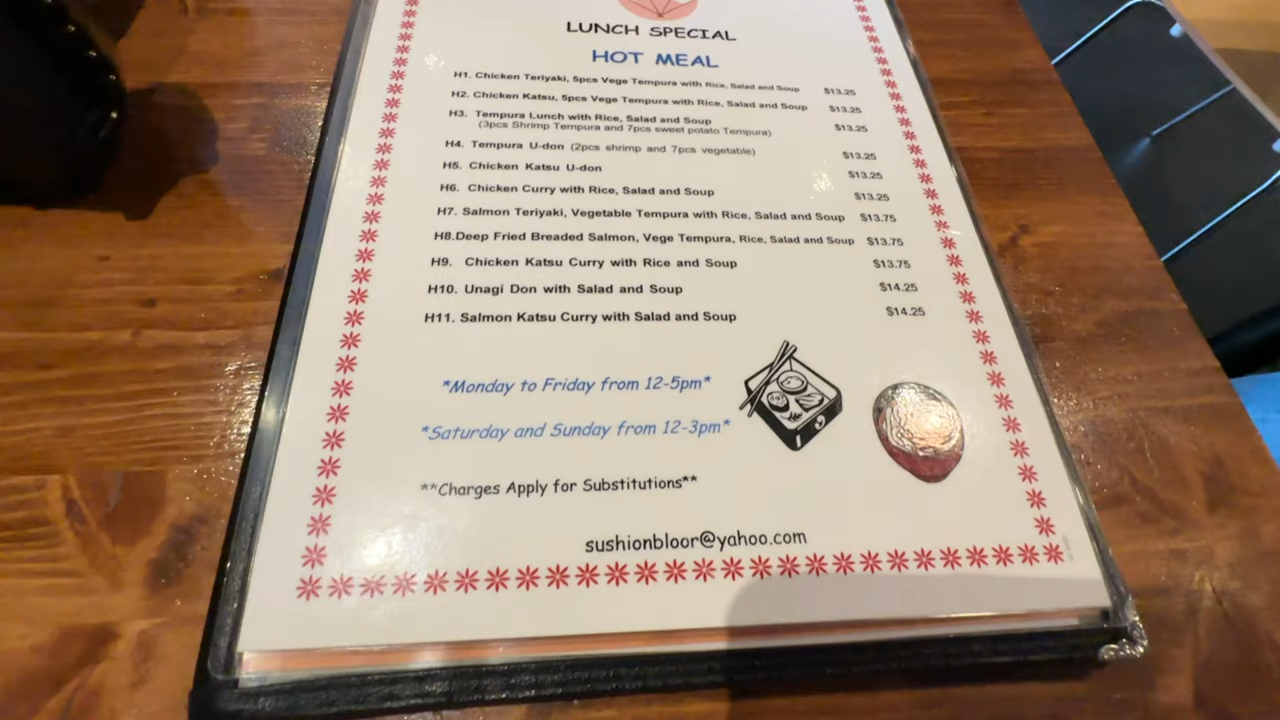 LUNCH SPECIAL
HOT MEAL
H1. Chicken Teriyaki, 5pcs Vege Tempura with Rice, Salad and Soup $13.25
H2. Chicken Katsu, 5pcs Vege Tempura with Rice, Salad and Soup $13.25
H3. Tempura Lunch with Rice, Salad and Soup $13.25
(3pcs Shrimp Tempura and 7pcs sweet potato Tempura)
H4. Tempura U-don (2pcs shrimp and 7pcs vegetable) $13.25
H5. Chicken Katsu U-don $13.25
H6. Chicken Curry with Rice, Salad and Soup $13.25
H7. Salmon Teriyaki, Vegetable Tempura with Rice, Salad and Soup $13.75
H8.Deep Fried Breaded Salmon, Vege Tempura, Rice, Salad and Soup $13.75
H9. Chicken Katsu Curry with Rice and Soup $13.75
H10. Unagi Don with Salad and Soup $14.25
H11. Salmon Katsu Curry with Salad and Soup $14.25
*Monday to Friday from 12-5pm*
*Saturday and Sunday from 12-3pm*
**Charges Apply for Substitutions**
sushionbloor@yahoo.com